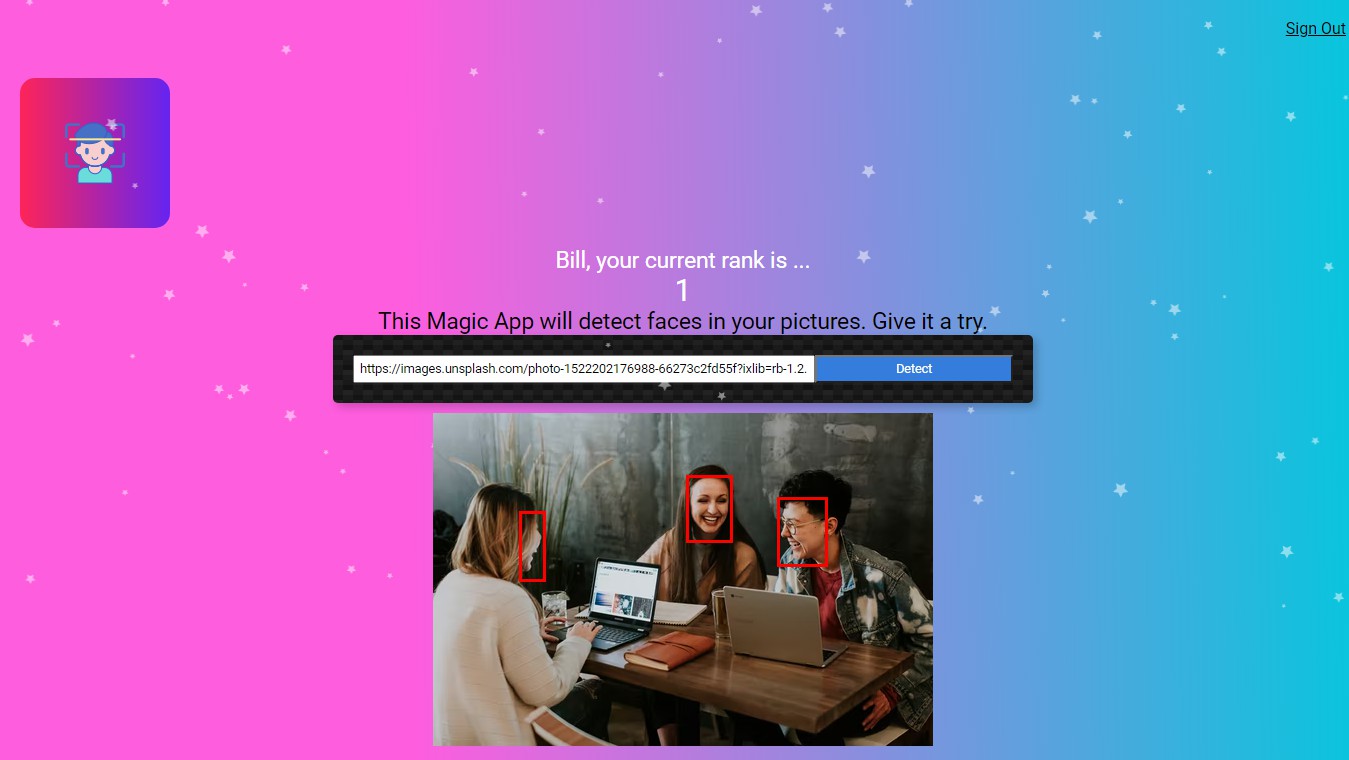 Sign Out
Bill, your current rank is ...
1
This Magic App will detect faces in your pictures. Give it a try.
https://images.unsplash.com/photo-1522202176988-66273c2fd55f?ixlib=rb-1.2.
Detect